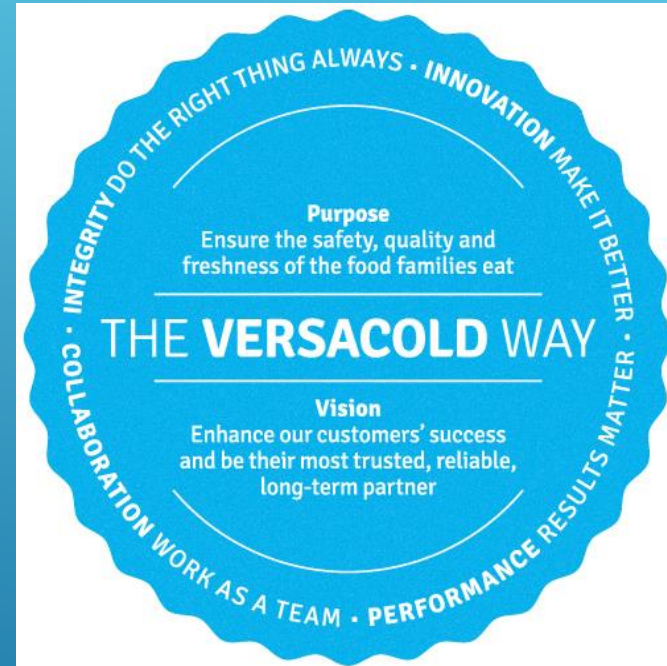 INTEGRITY DO THE RIGHT THING ALWAYS · INNOVATION MAKE IT BETTER ·
Purpose
Ensure the safety, quality and
freshness of the food families eat
THE VERSACOLD WAY
Vision
Enhance our customers' success
and be their most trusted, reliable,
long-term partner
COLLABORATION WORK AS A TEAM · PERFORMANCE RESULTS MATTER ·